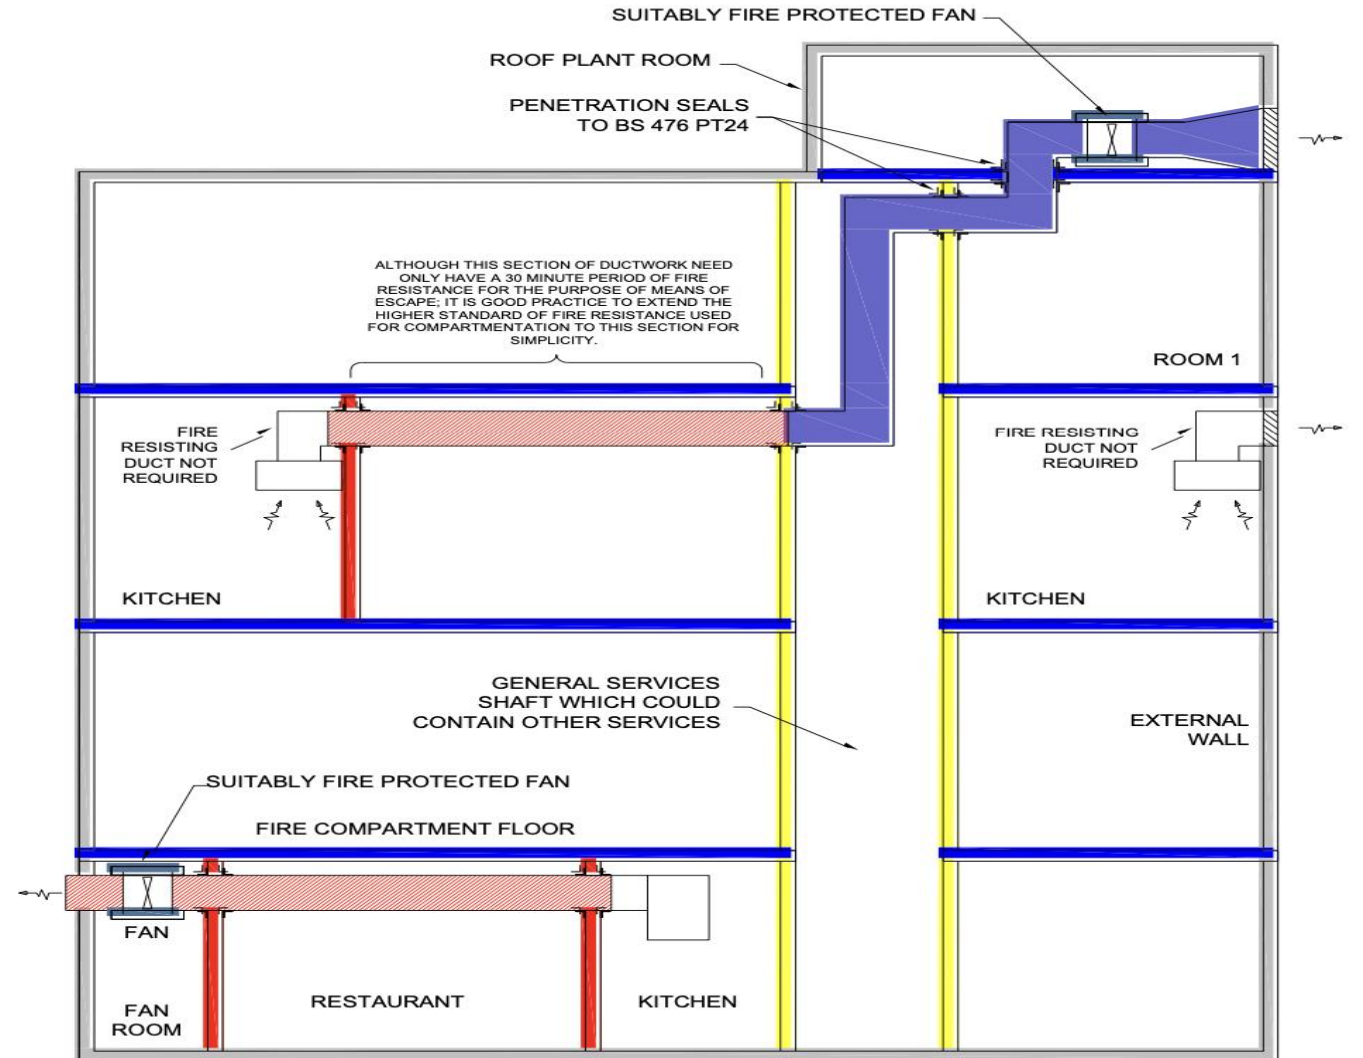 SUITABLY FIRE PROTECTED FAN
ROOF PLANT ROOM
PENETRATION SEALS
TO BS 476 PT24
ALTHOUGH THIS SECTION OF DUCTWORK NEED
ONLY HAVE A 30 MINUTE PERIOD OF FIRE
RESISTANCE FOR THE PURPOSE OF MEANS OF
ESCAPE; IT IS GOOD PRACTICE TO EXTEND THE
HIGHER STANDARD OF FIRE RESISTANCE USED
FOR COMPARTMENTATION TO THIS SECTION FOR
SIMPLICITY.
ROOM 1
FIRE
RESISTING
DUCT NOT
REQUIRED
FIRE RESISTING
DUCT NOT
REQUIRED
KITCHEN
KITCHEN
GENERAL SERVICES
SHAFT WHICH COULD
CONTAIN OTHER SERVICES
EXTERNAL
WALL
SUITABLY FIRE PROTECTED FAN
FIRE COMPARTMENT FLOOR
FAN
FAN
ROOM
RESTAURANT
KITCHEN